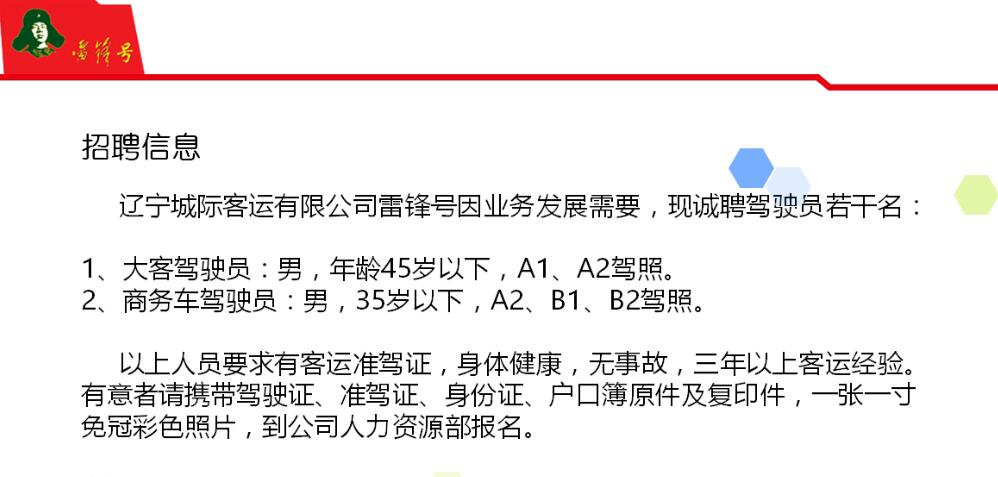 雷锋号
招聘信息
辽宁城际客运有限公司雷锋号因业务发展需要，现诚聘驾驶员若干名：
1、大客驾驶员：男，年龄45岁以下，A1、A2驾照。
2、商务车驾驶员：男，35岁以下，A2、B1、B2驾照。
以上人员要求有客运准驾证，身体健康，无事故，三年以上客运经验。
有意者请携带驾驶证、准驾证、身份证、户口簿原件及复印件，一张一寸
免冠彩色照片，到公司人力资源部报名。